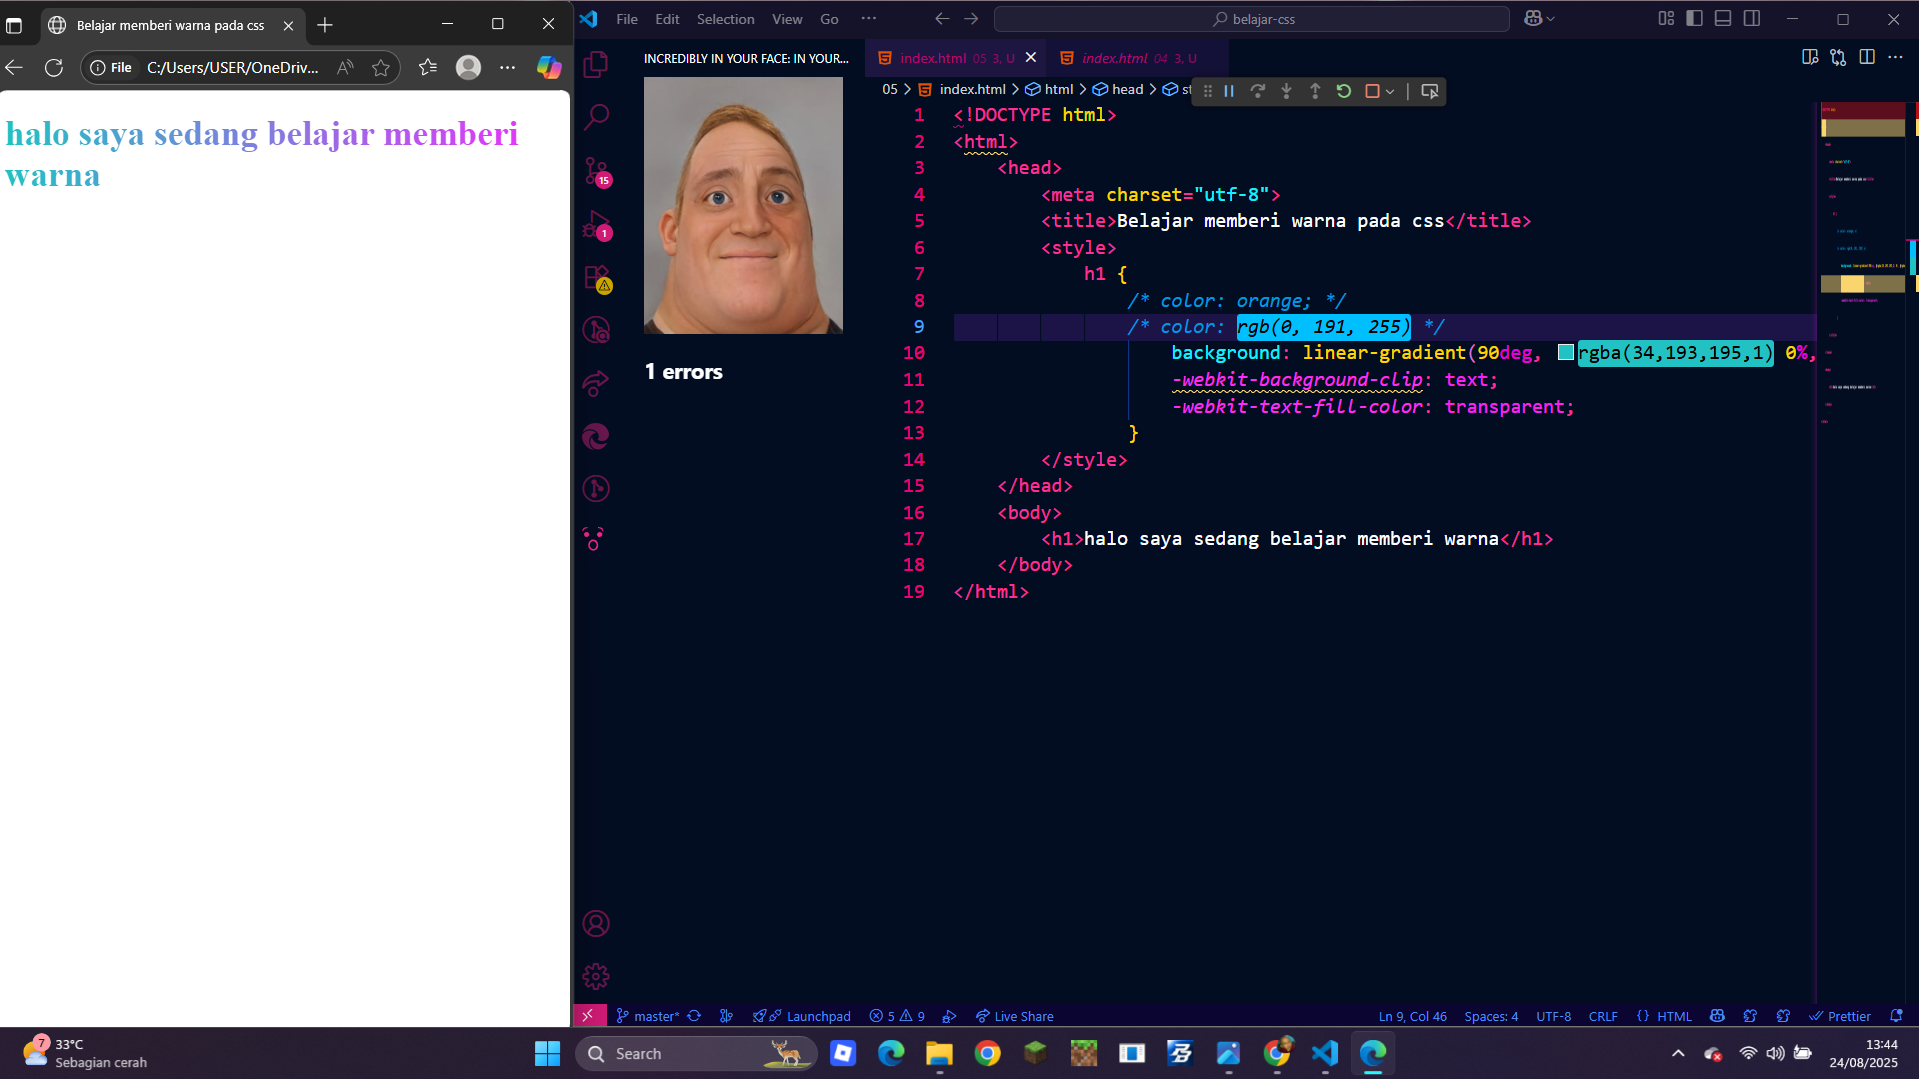 Belajar memberi warna pada css
File
C:/Users/USER/OneDriv...
halo saya sedang belajar memberi
warna
File Edit Selection View Go ...
belajar-css
INCREDIBLY IN YOUR FACE: IN YOUR...
1 errors
15
1
index.html 05 3, U
index.html 04 3, U
05 > index.html > html > head > st
1 <!DOCTYPE html>
2 <html>
3 <head>
4 <meta charset="utf-8">
5 <title>Belajar memberi warna pada css</title>
6 <style>
7 h1 {
8 /* color: orange; */
9 /* color: rgb(0, 191, 255) */
10 background: linear-gradient(90deg, rgba(34,193,195,1) 0%,
11 -webkit-background-clip: text;
12 -webkit-text-fill-color: transparent;
13 }
14 </style>
15 </head>
16 <body>
17 <h1>halo saya sedang belajar memberi warna</h1>
18 </body>
19 </html>
master* Launchpad 5 9 Live Share
Ln 9, Col 46 Spaces: 4 UTF-8 CRLF {} HTML Prettier
7
33°C
Sebagian cerah
Search
13:44
24/08/2025